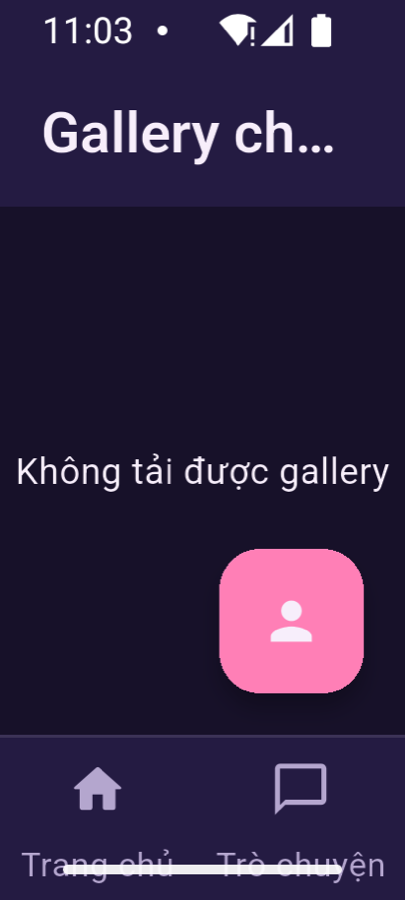 11:03
Gallery ch...
Không tải được gallery
Trang chủ
Trò chuyện